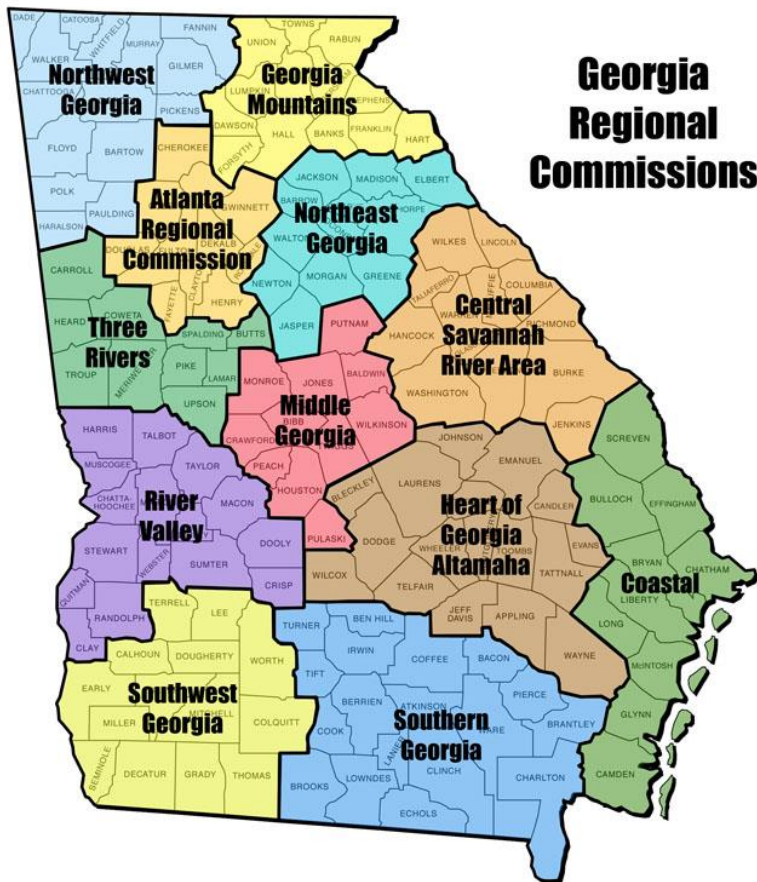 Georgia
Regional
Commissions
DADE
CATOOSA
WHITFIELD
MURRAY
FANNIN
WALKER
GILMER
CHATTOOGA
Northwest
Georgia
PICKENS
FLOYD
BARTOW
POLK
PAULDING
HARALSON
TOWNS
UNION
RABUN
Georgia
Mountains
LUMPKIN
DAWSON
HALL
BANKS
FRANKLIN
HART
FORSYTH
CHEROKEE
Atlanta
Regional
Commission
GWINNETT
DOUGLAS
DEKALB
CLAYTON
FAYETTE
HENRY
JACKSON
MADISON
ELBERT
BARROW
Northeast
Georgia
WALTON
MORGAN
GREENE
NEWTON
JASPER
WILKES
LINCOLN
TALIAFERRO
COLUMBIA
WARREN
RICHMOND
Central
Savannah
River Area
HANCOCK
BURKE
WASHINGTON
JENKINS
CARROLL
COWETA
HEARD
Three
Rivers
SPALDING
BUTTS
TROUP
MERIWETHER
PIKE
LAMAR
UPSON
PUTNAM
MONROE
JONES
BALDWIN
Middle
Georgia
BIBB
WILKINSON
CRAWFORD
PEACH
HOUSTON
PULASKI
HARRIS
TALBOT
MUSCOGEE
TAYLOR
CHATTA-
HOOCHEE
MACON
River
Valley
STEWART
WEBSTER
SUMTER
DOOLY
CRISP
QUITMAN
RANDOLPH
CLAY
JOHNSON
EMANUEL
BLECKLEY
LAURENS
CANDLER
Heart of
Georgia
Altamaha
DODGE
WHEELER
TOOMBS
EVANS
TATTNALL
WILCOX
TELFAIR
JEFF
DAVIS
APPLING
WAYNE
SCREVEN
BULLOCH
EFFINGHAM
BRYAN
CHATHAM
Coastal
LIBERTY
LONG
McINTOSH
GLYNN
CAMDEN
TERRELL
LEE
CALHOUN
DOUGHERTY
WORTH
EARLY
Southwest
Georgia
MILLER
MITCHELL
COLQUITT
SEMINOLE
DECATUR
GRADY
THOMAS
TURNER
BEN HILL
IRWIN
TIFT
COFFEE
BACON
BERRIEN
ATKINSON
PIERCE
COOK
Southern
Georgia
WARE
BRANTLEY
LANIER
CLINCH
BROOKS
LOWNDES
CHARLTON
ECHOLS